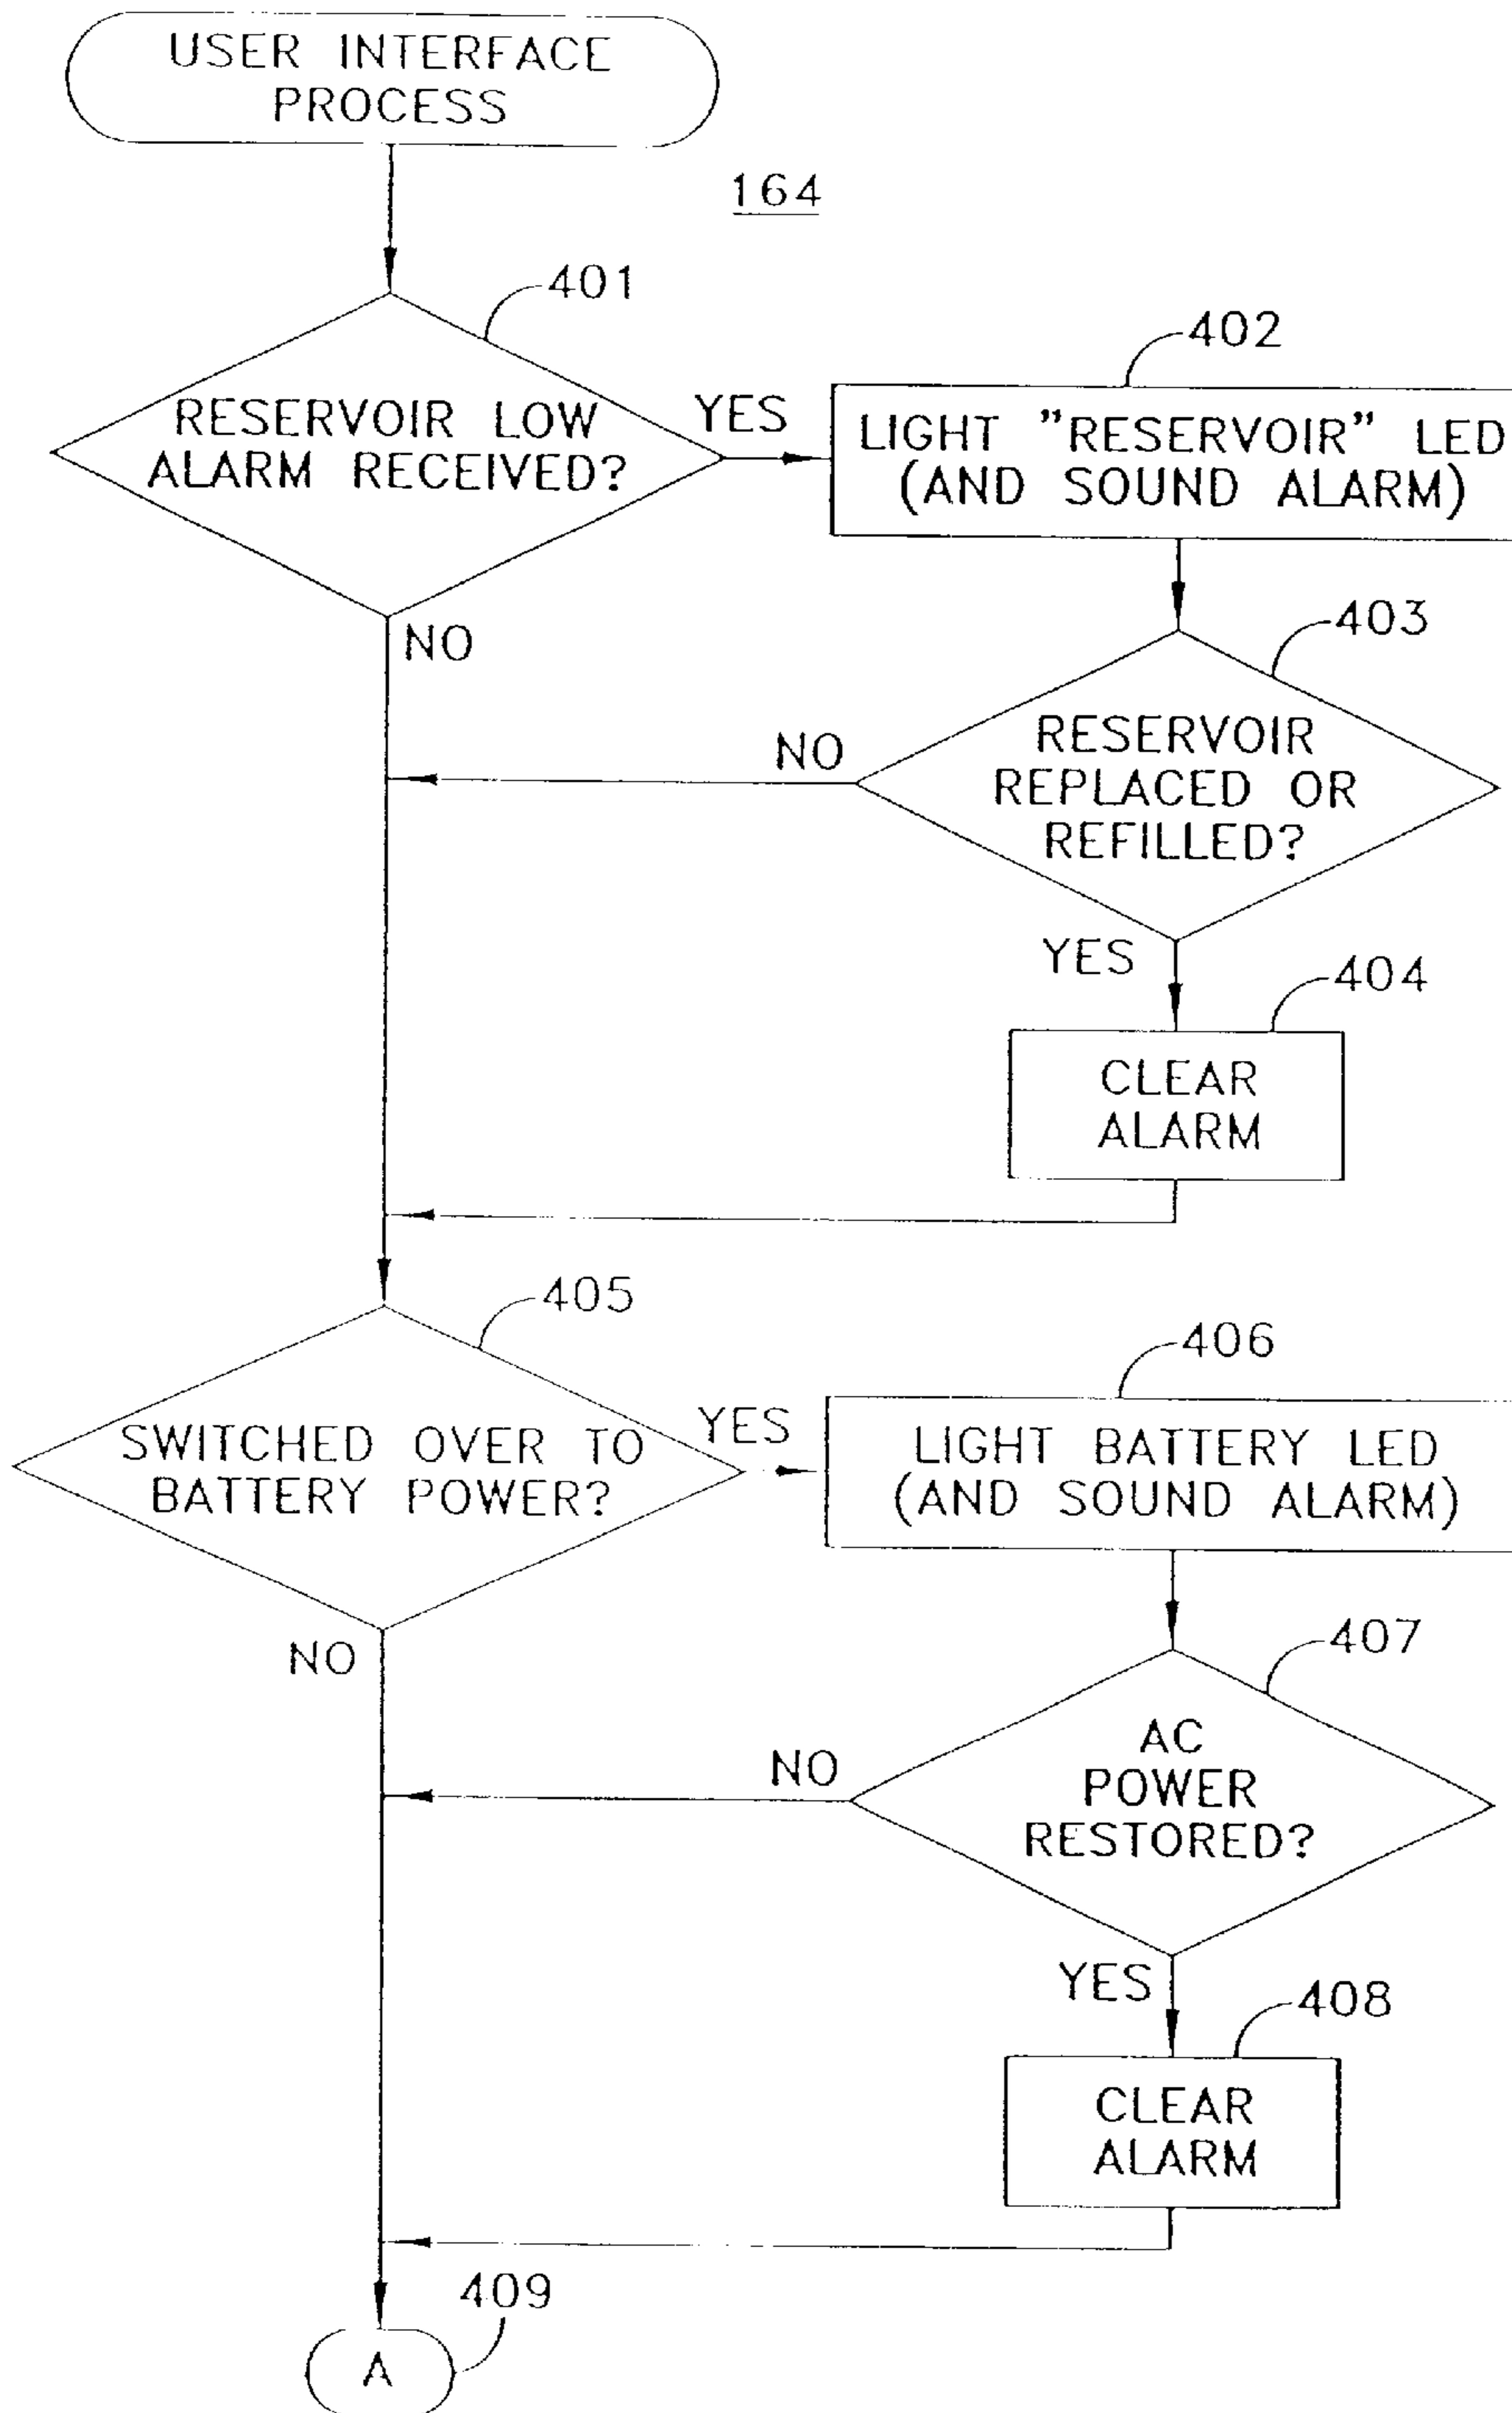 USER INTERFACE
PROCESS
164
401
RESERVOIR LOW
ALARM RECEIVED?
YES
NO
402
LIGHT ”RESERVOIR” LED
(AND SOUND ALARM)
403
RESERVOIR
REPLACED OR
REFILLED?
NO
YES
404
CLEAR
ALARM
405
SWITCHED OVER TO
BATTERY POWER?
YES
NO
406
LIGHT BATTERY LED
(AND SOUND ALARM)
407
AC
POWER
RESTORED?
NO
YES
408
CLEAR
ALARM
409
A